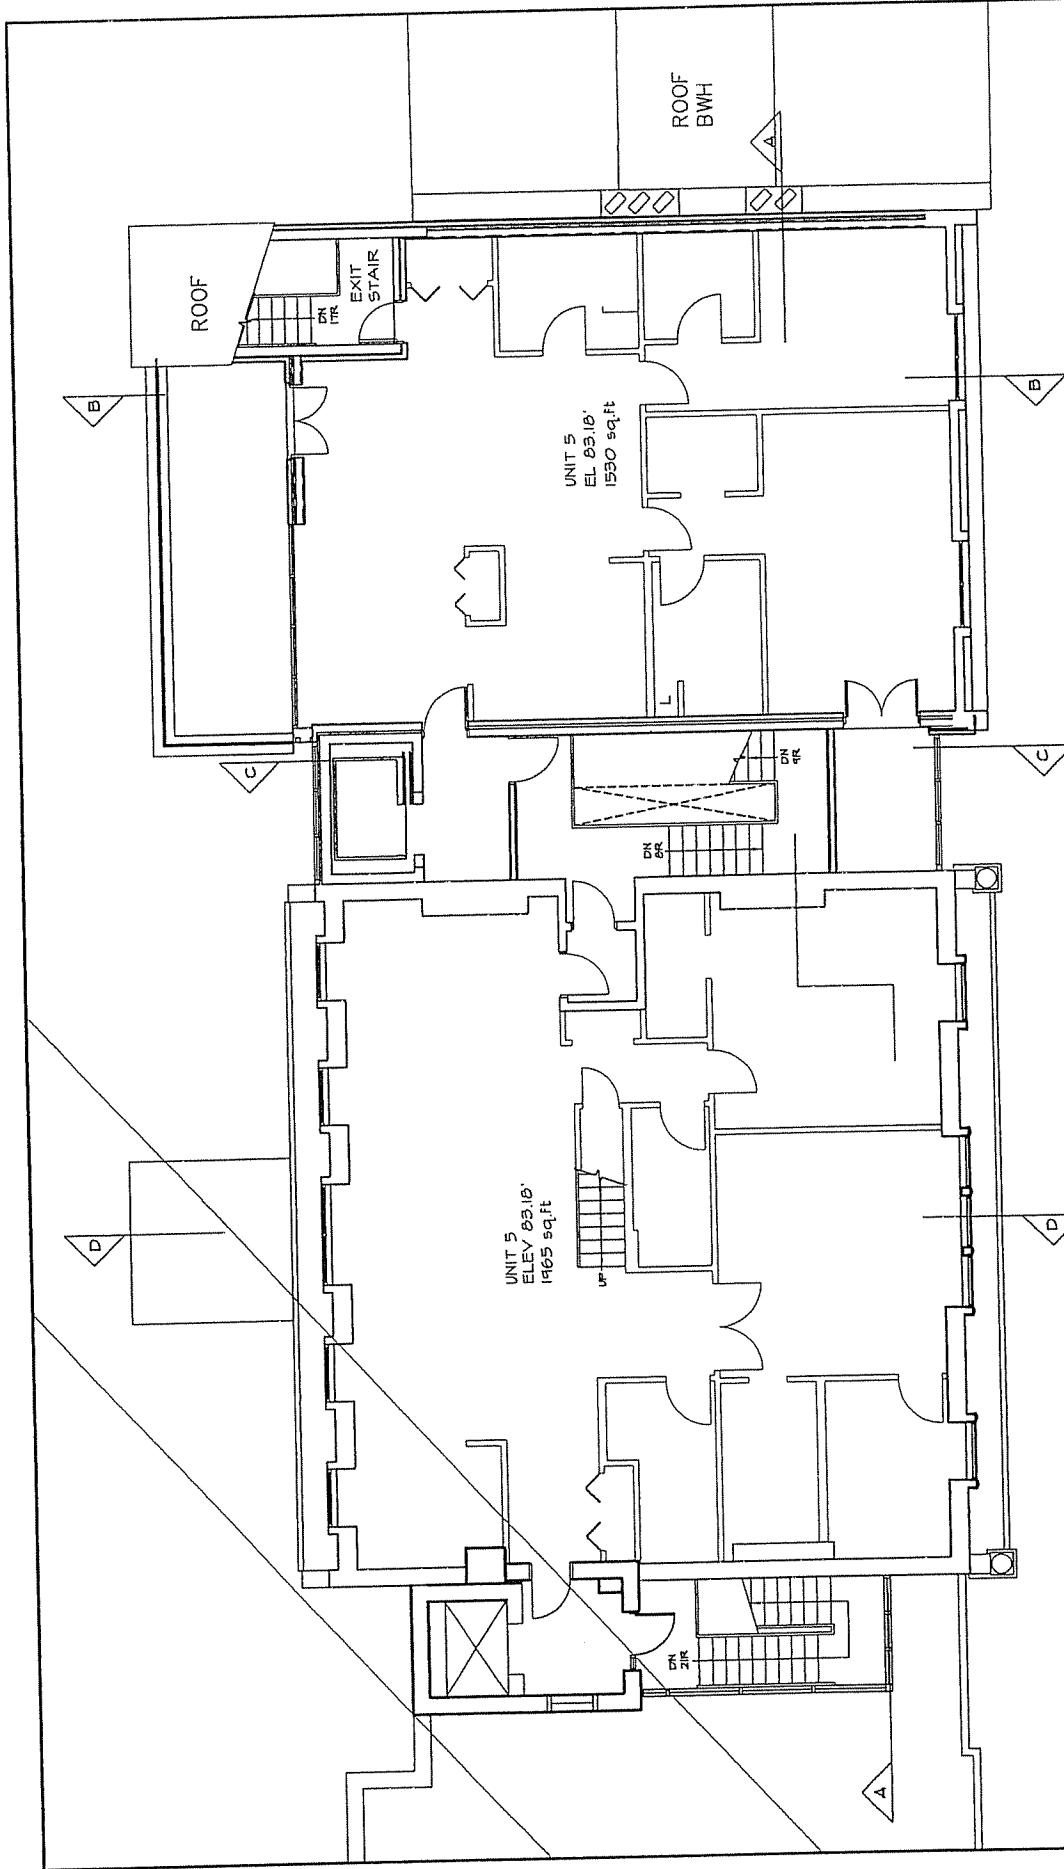 ROOF
BWH
A
ROOF
EXIT
STAIR
DN
17R
B
B
UNIT 5
EL 83.18'
1530 sq.ft
L
C
C
DN
9R
DN
8R
D
D
UNIT 5
ELEV 83.18'
1965 sq.ft
UP
DN
21R
A